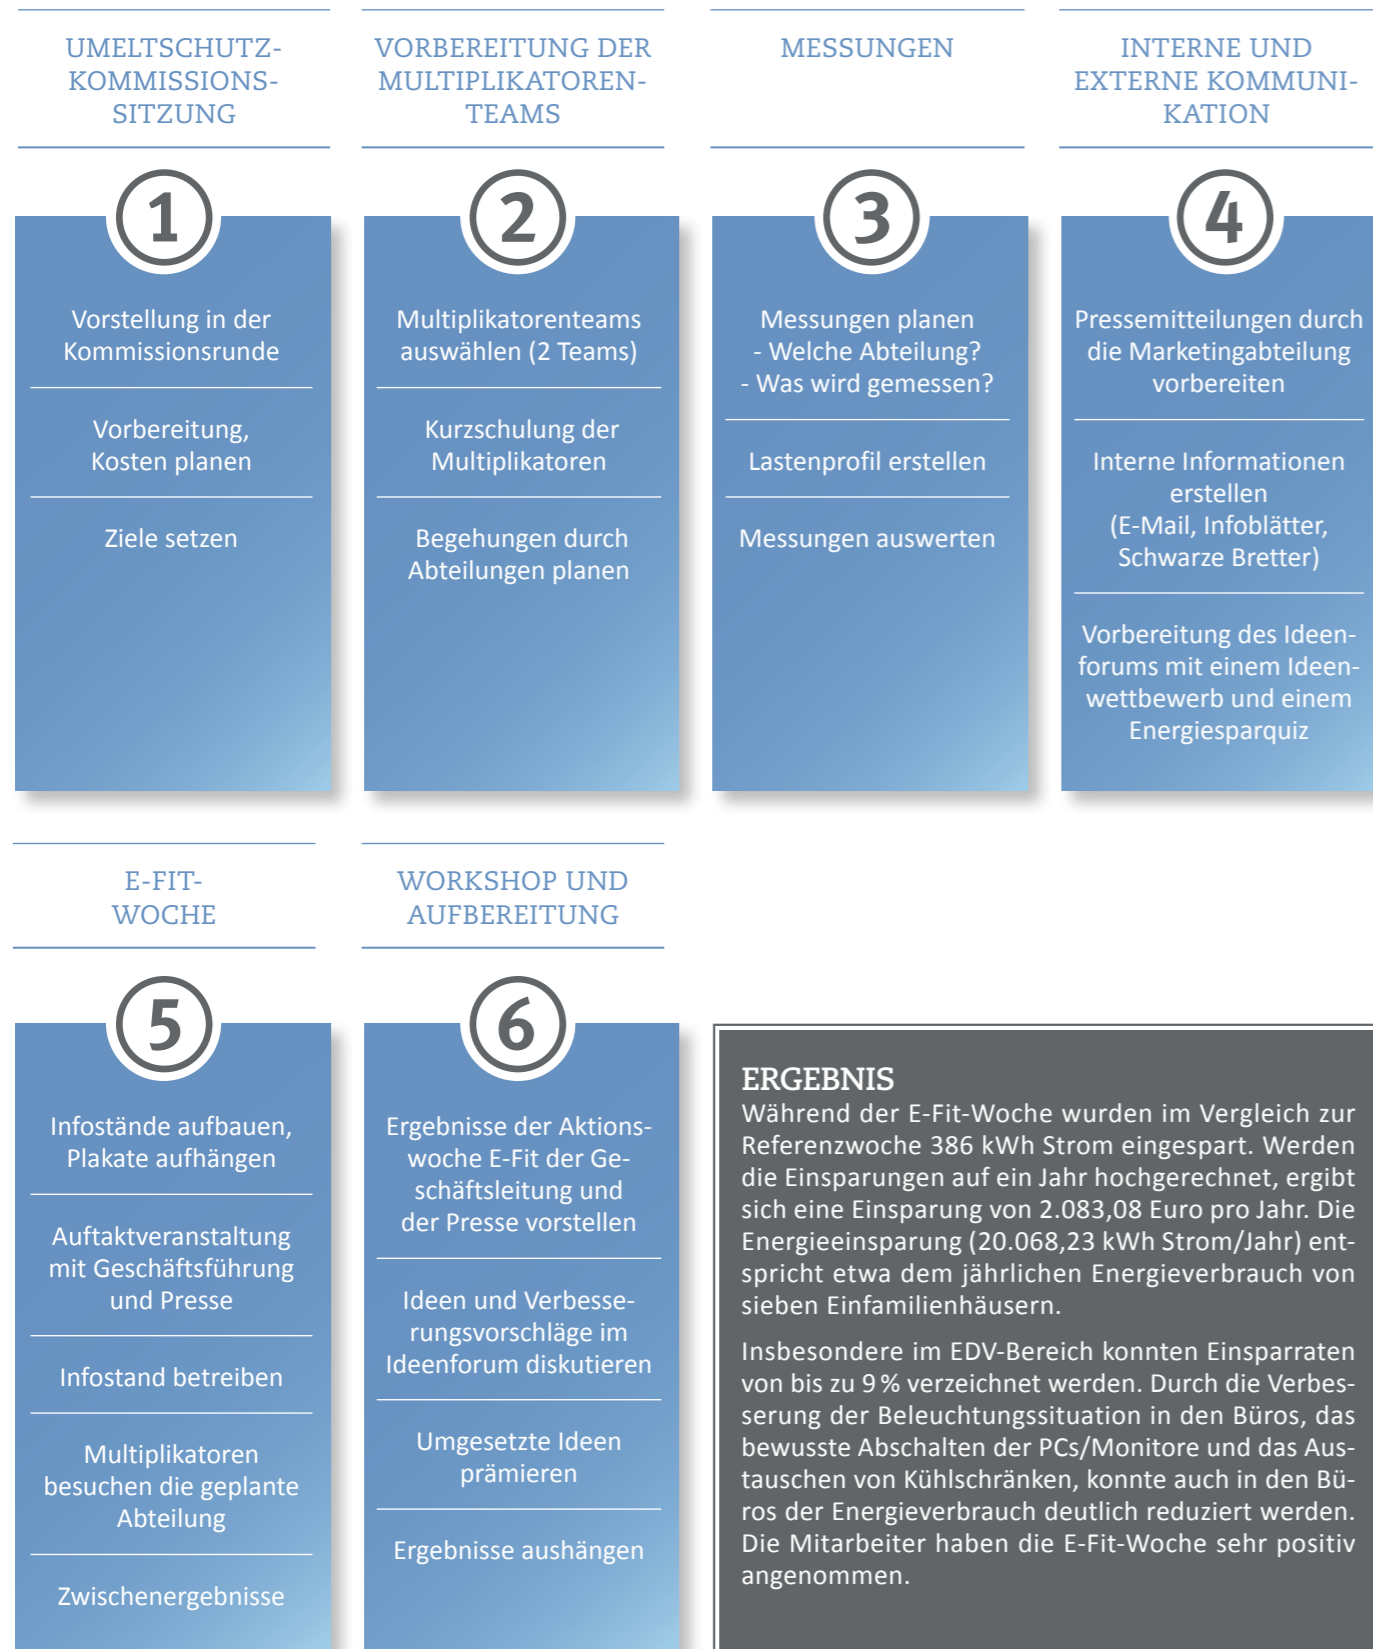 UMELTSCHUTZ-
KOMMISSIONS-
SITZUNG
1
Vorstellung in der
Kommissionsrunde
Vorbereitung,
Kosten planen
Ziele setzen
VORBEREITUNG DER
MULTIPLIKATOREN-
TEAMS
2
Multiplikatorenteams
auswählen (2 Teams)
Kurzschulung der
Multiplikatoren
Begehungen durch
Abteilungen planen
MESSUNGEN
3
Messungen planen
- Welche Abteilung?
- Was wird gemessen?
Lastenprofil erstellen
Messungen auswerten
INTERNE UND
EXTERNE KOMMUNI-
KATION
4
Pressemitteilungen durch
die Marketingabteilung
vorbereiten
Interne Informationen
erstellen
(E-Mail, Infoblätter,
Schwarze Bretter)
Vorbereitung des Ideen-
forums mit einem Ideen-
wettbewerb und einem
Energiesparquiz
E-FIT-
WOCHE
5
Infostände aufbauen,
Plakate aufhängen
Auftaktveranstaltung
mit Geschäftsführung
und Presse
Infostand betreiben
Multiplikatoren
besuchen die geplante
Abteilung
Zwischenergebnisse
WORKSHOP UND
AUFBEREITUNG
6
Ergebnisse der Aktions-
woche E-Fit der Ge-
schäftsleitung und
der Presse vorstellen
Ideen und Verbesse-
rungsvorschläge im
Ideenforum diskutieren
Umgesetzte Ideen
prämieren
Ergebnisse aushängen
ERGEBNIS
Während der E-Fit-Woche wurden im Vergleich zur
Referenzwoche 386 kWh Strom eingespart. Werden
die Einsparungen auf ein Jahr hochgerechnet, ergibt
sich eine Einsparung von 2.083,08 Euro pro Jahr. Die
Energieeinsparung (20.068,23 kWh Strom/Jahr) ent-
spricht etwa dem jährlichen Energieverbrauch von
sieben Einfamilienhäusern.
Insbesondere im EDV-Bereich konnten Einsparraten
von bis zu 9 % verzeichnet werden. Durch die Verbes-
serung der Beleuchtungssituation in den Büros, das
bewusste Abschalten der PCs/Monitore und das Aus-
tauschen von Kühlschränken, konnte auch in den Bü-
ros der Energieverbrauch deutlich reduziert werden.
Die Mitarbeiter haben die E-Fit-Woche sehr positiv
angenommen.